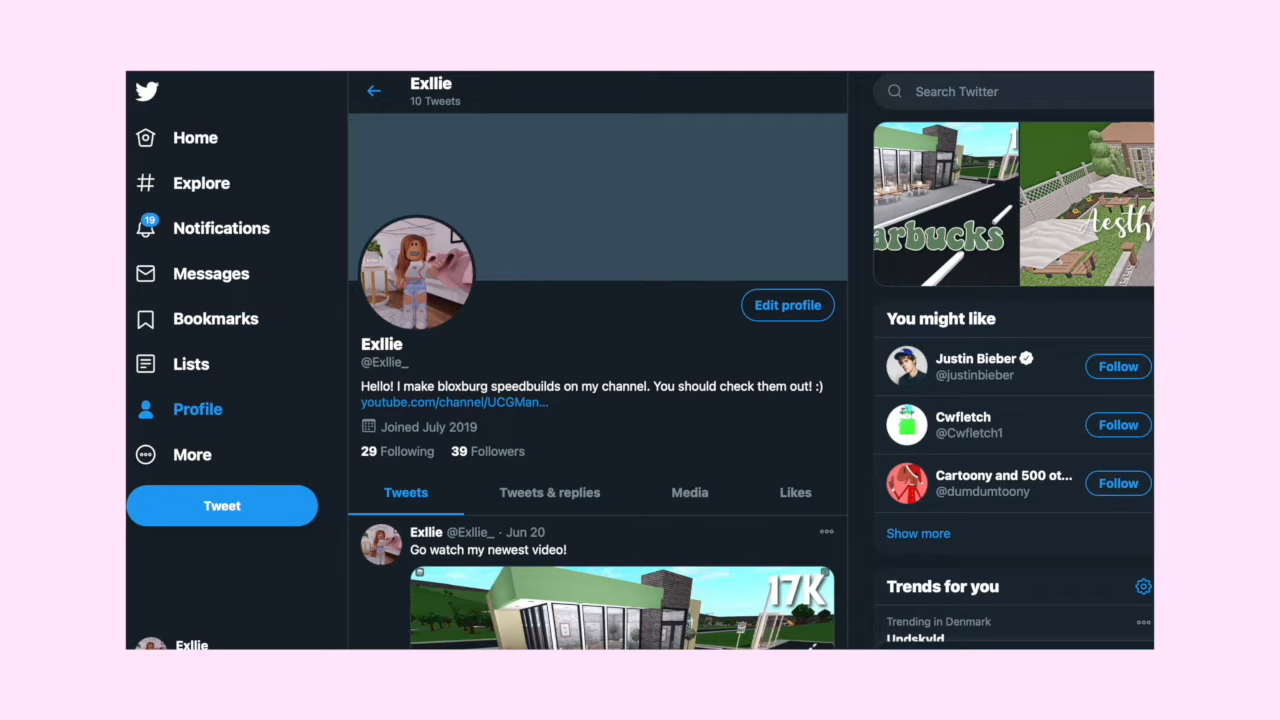 Home
Explore
19
Notifications
Messages
Bookmarks
Lists
Profile
More
Tweet
Exllie
Exllie
10 Tweets
Edit profile
Exllie
@Exllie_
Hello! I make bloxburg speedbuilds on my channel. You should check them out! :)
youtube.com/channel/UCGMan...
Joined July 2019
29 Following 39 Followers
Tweets Tweets & replies Media Likes
Exllie @Exllie_ · Jun 20
Go watch my newest video!
17K
Search Twitter
arbucks
Aesth
You might like
Justin Bieber
@justinbieber
Follow
Cwfletch
@Cwfletch1
Follow
Cartoony and 500 ot...
@dumdumtoony
Follow
Show more
Trends for you
Trending in Denmark
Undskyld